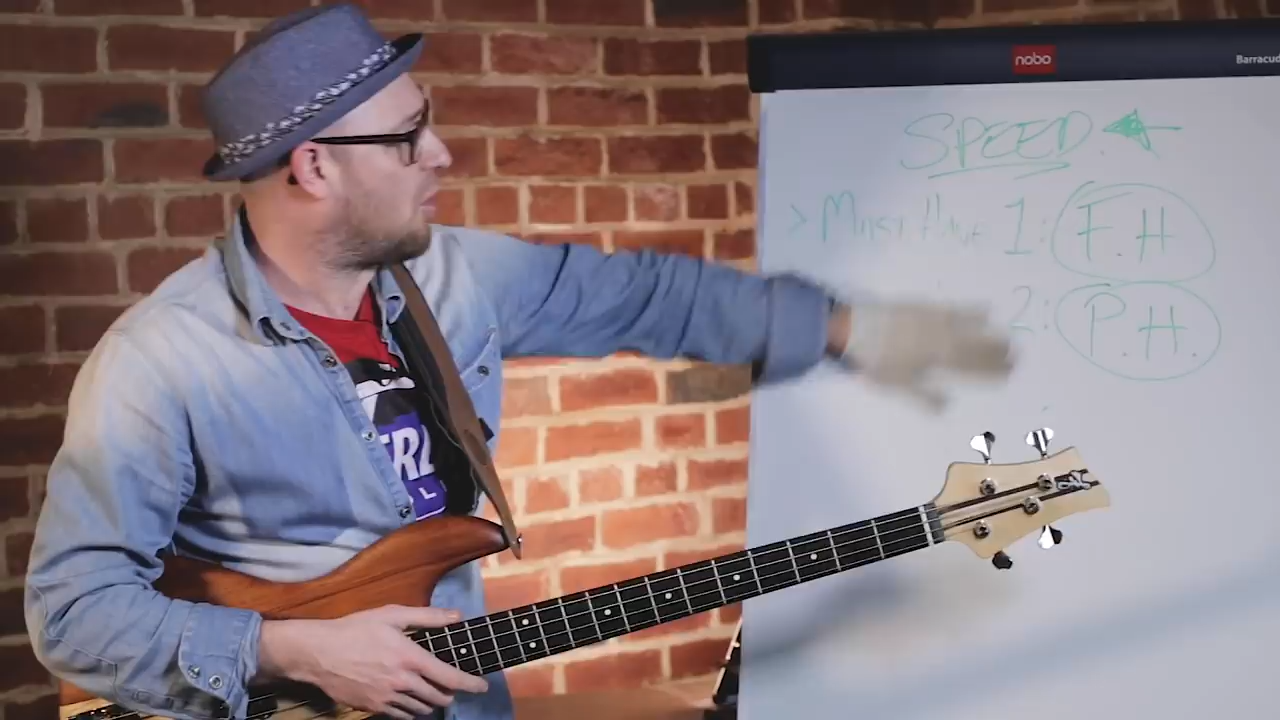 nobo
Barracud
SPEED
> MUST HAVE 1: F.H
2: P.H.